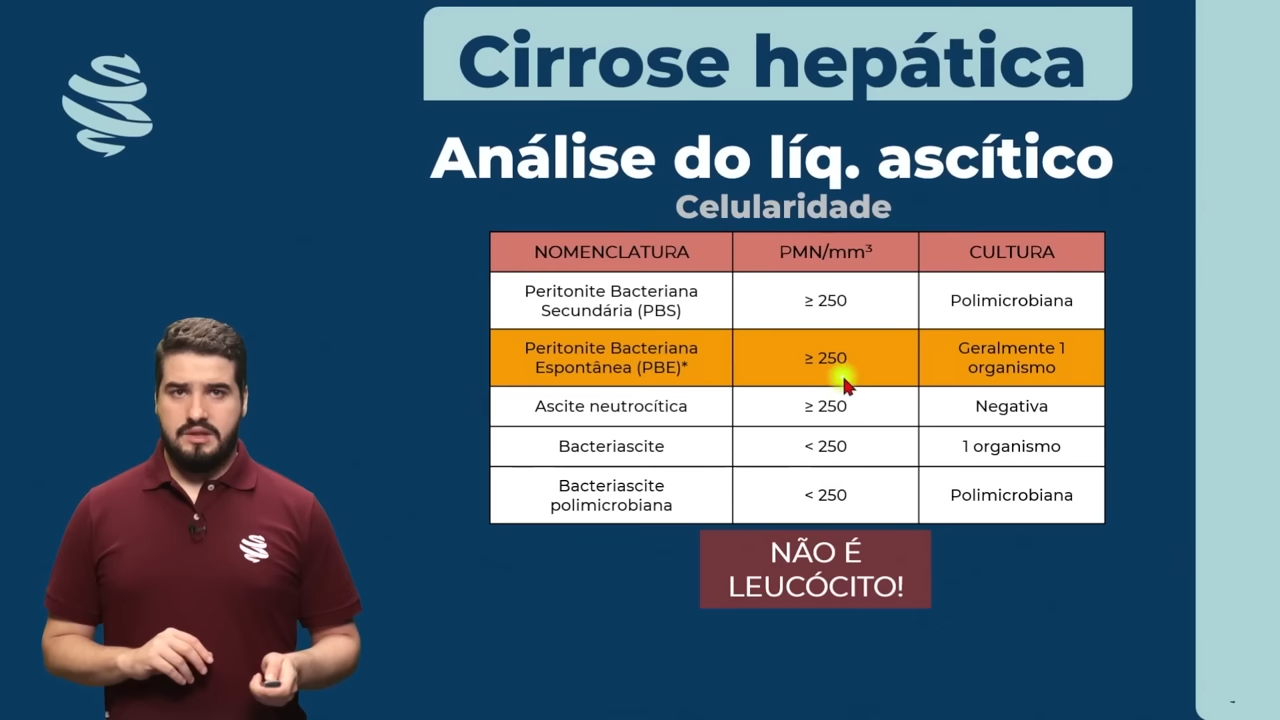 Cirrose hepática
Análise do líq. ascítico
Celularidade
NOMENCLATURA PMN/mm³ CULTURA
Peritonite Bacteriana
Secundária (PBS) ≥ 250 Polimicrobiana
Peritonite Bacteriana
Espontânea (PBE)* ≥ 250 Geralmente 1
organismo
Ascite neutrocítica ≥ 250 Negativa
Bacteriascite < 250 1 organismo
Bacteriascite
polimicrobiana < 250 Polimicrobiana
NÃO É
LEUCÓCITO!